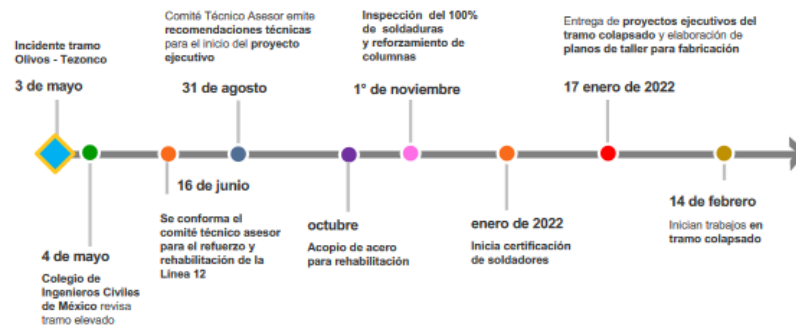 Incidente tramo
Olivos - Tezonco
3 de mayo
4 de mayo
Colegio de
Ingenieros Civiles
de México revisa
tramo elevado
16 de junio
Se conforma el
comité técnico asesor
para el refuerzo y
rehabilitación de la
Línea 12
Comité Técnico Asesor emite
recomendaciones técnicas
para el inicio del proyecto
ejecutivo
31 de agosto
octubre
Acopio de acero
para rehabilitación
Inspección del 100%
de soldaduras
y reforzamiento de
columnas
1° de noviembre
enero de 2022
Inicia certificación
de soldadores
Entrega de proyectos ejecutivos del
tramo colapsado y elaboración de
planos de taller para fabricación
17 enero de 2022
14 de febrero
Inician trabajos en
tramo colapsado